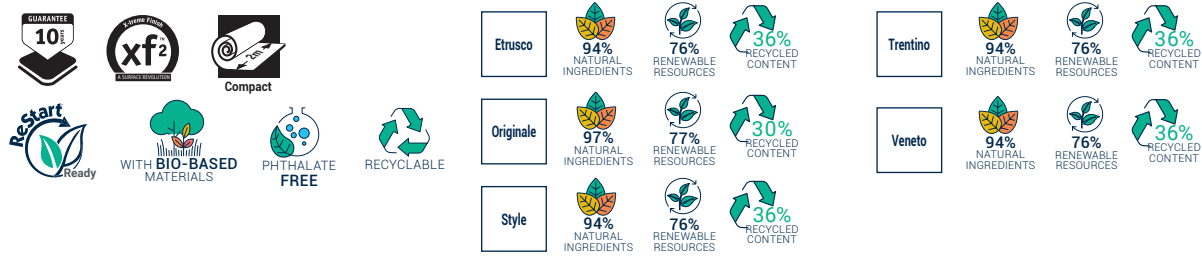 GUARANTEE
10 years
X-treme Finish
xf2™
A SURFACE REVOLUTION
2m
Compact
ReStart
Ready
WITH BIO-BASED
MATERIALS
PHTHALATE
FREE
RECYCLABLE
Etrusco
94%
NATURAL
INGREDIENTS
76%
RENEWABLE
RESOURCES
36%
RECYCLED
CONTENT
Originale
97%
NATURAL
INGREDIENTS
77%
RENEWABLE
RESOURCES
30%
RECYCLED
CONTENT
Style
94%
NATURAL
INGREDIENTS
76%
RENEWABLE
RESOURCES
36%
RECYCLED
CONTENT
Trentino
94%
NATURAL
INGREDIENTS
76%
RENEWABLE
RESOURCES
36%
RECYCLED
CONTENT
Veneto
94%
NATURAL
INGREDIENTS
76%
RENEWABLE
RESOURCES
36%
RECYCLED
CONTENT